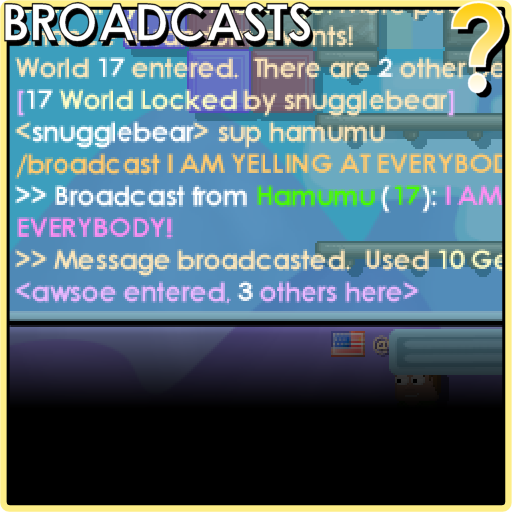 BROADCASTS
?
World 17 entered. There are 2 other
[17 World Locked by snugglebear]
<snugglebear> sup hamumu
/broadcast I AM YELLING AT EVERYBOD
>> Broadcast from Hamumu (17): I AM
EVERYBODY!
>> Message broadcasted. Used 10 Ge
<awsoe entered, 3 others here>
@